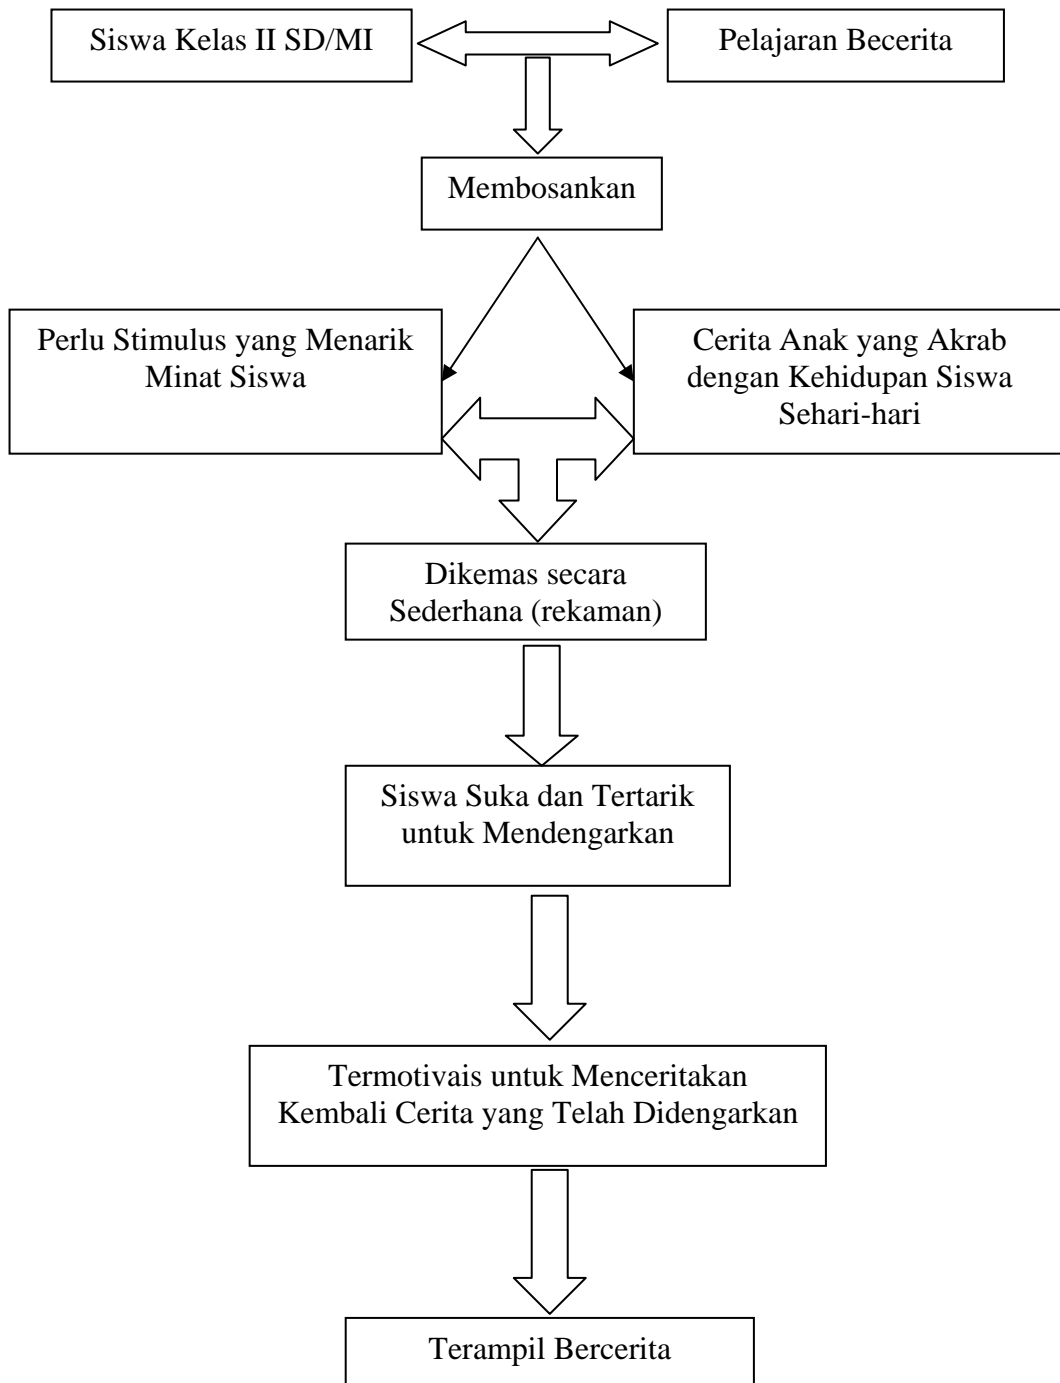 Siswa Kelas II SD/MI
Pelajaran Becerita
Membosankan
Perlu Stimulus yang Menarik
Minat Siswa
Cerita Anak yang Akrab
dengan Kehidupan Siswa
Sehari-hari
Dikemas secara
Sederhana (rekaman)
Siswa Suka dan Tertarik
untuk Mendengarkan
Termotivais untuk Menceritakan
Kembali Cerita yang Telah Didengarkan
Terampil Bercerita